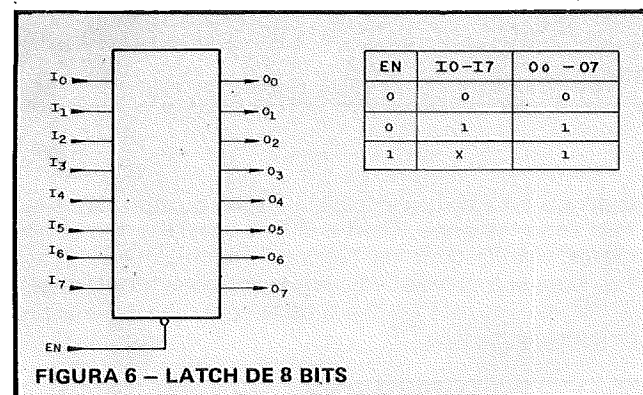 I0 O0
I1 O1
I2 O2
I3 O3
I4 O4
I5 O5
I6 O6
I7 O7
EN
EN I0-I7 Oo - O7
0 0 0
0 1 1
1 X 1
FIGURA 6 – LATCH DE 8 BITS